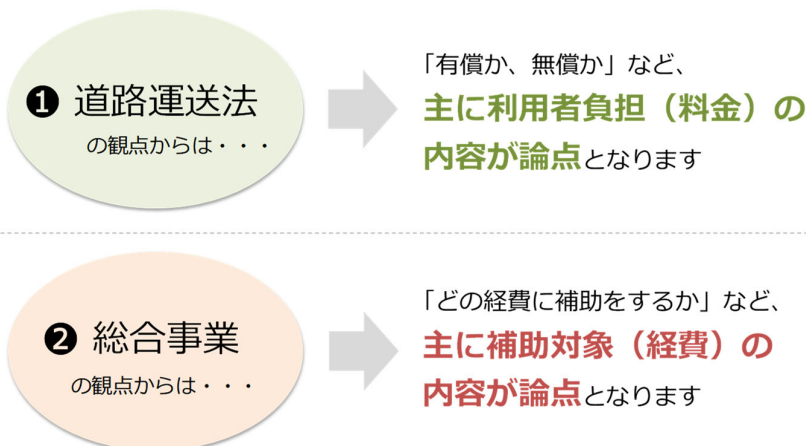 ❶ 道路運送法
の観点からは・・・
「有償か、無償か」など、
主に利用者負担（料金）の
内容が論点となります
❷ 総合事業
の観点からは・・・
「どの経費に補助をするか」など、
主に補助対象（経費）の
内容が論点となります